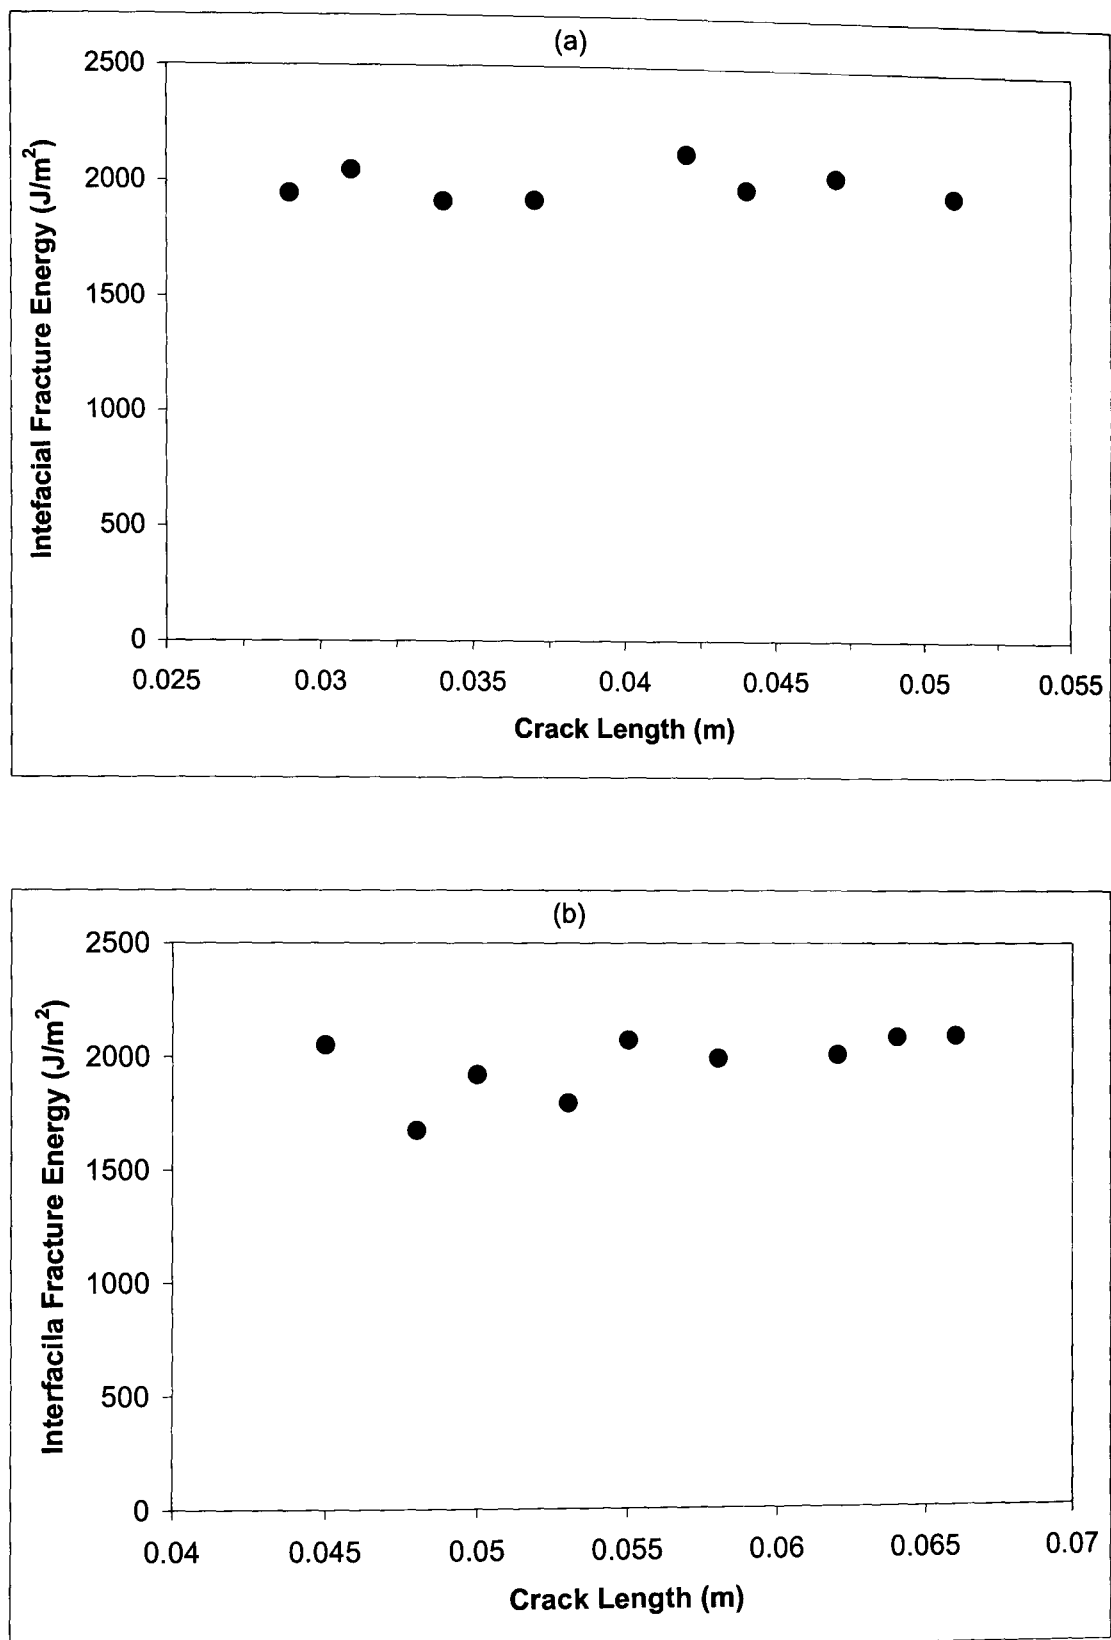 (a)
2500
2000
1500
1000
500
0
Intefacial Fracture Energy (J/m²)
0.025 0.03 0.035 0.04 0.045 0.05 0.055
Crack Length (m)
(b)
2500
2000
1500
1000
500
0
Interfacila Fracture Energy (J/m²)
0.04 0.045 0.05 0.055 0.06 0.065 0.07
Crack Length (m)